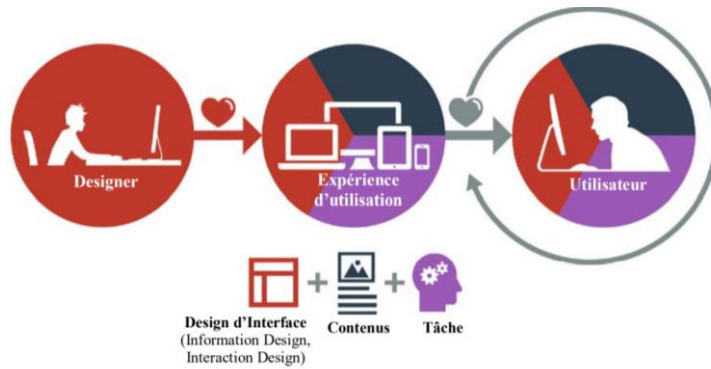 Designer
Expérience
d'utilisation
Utilisateur
Design d'Interface
(Information Design,
Interaction Design)
Contenus
Tâche